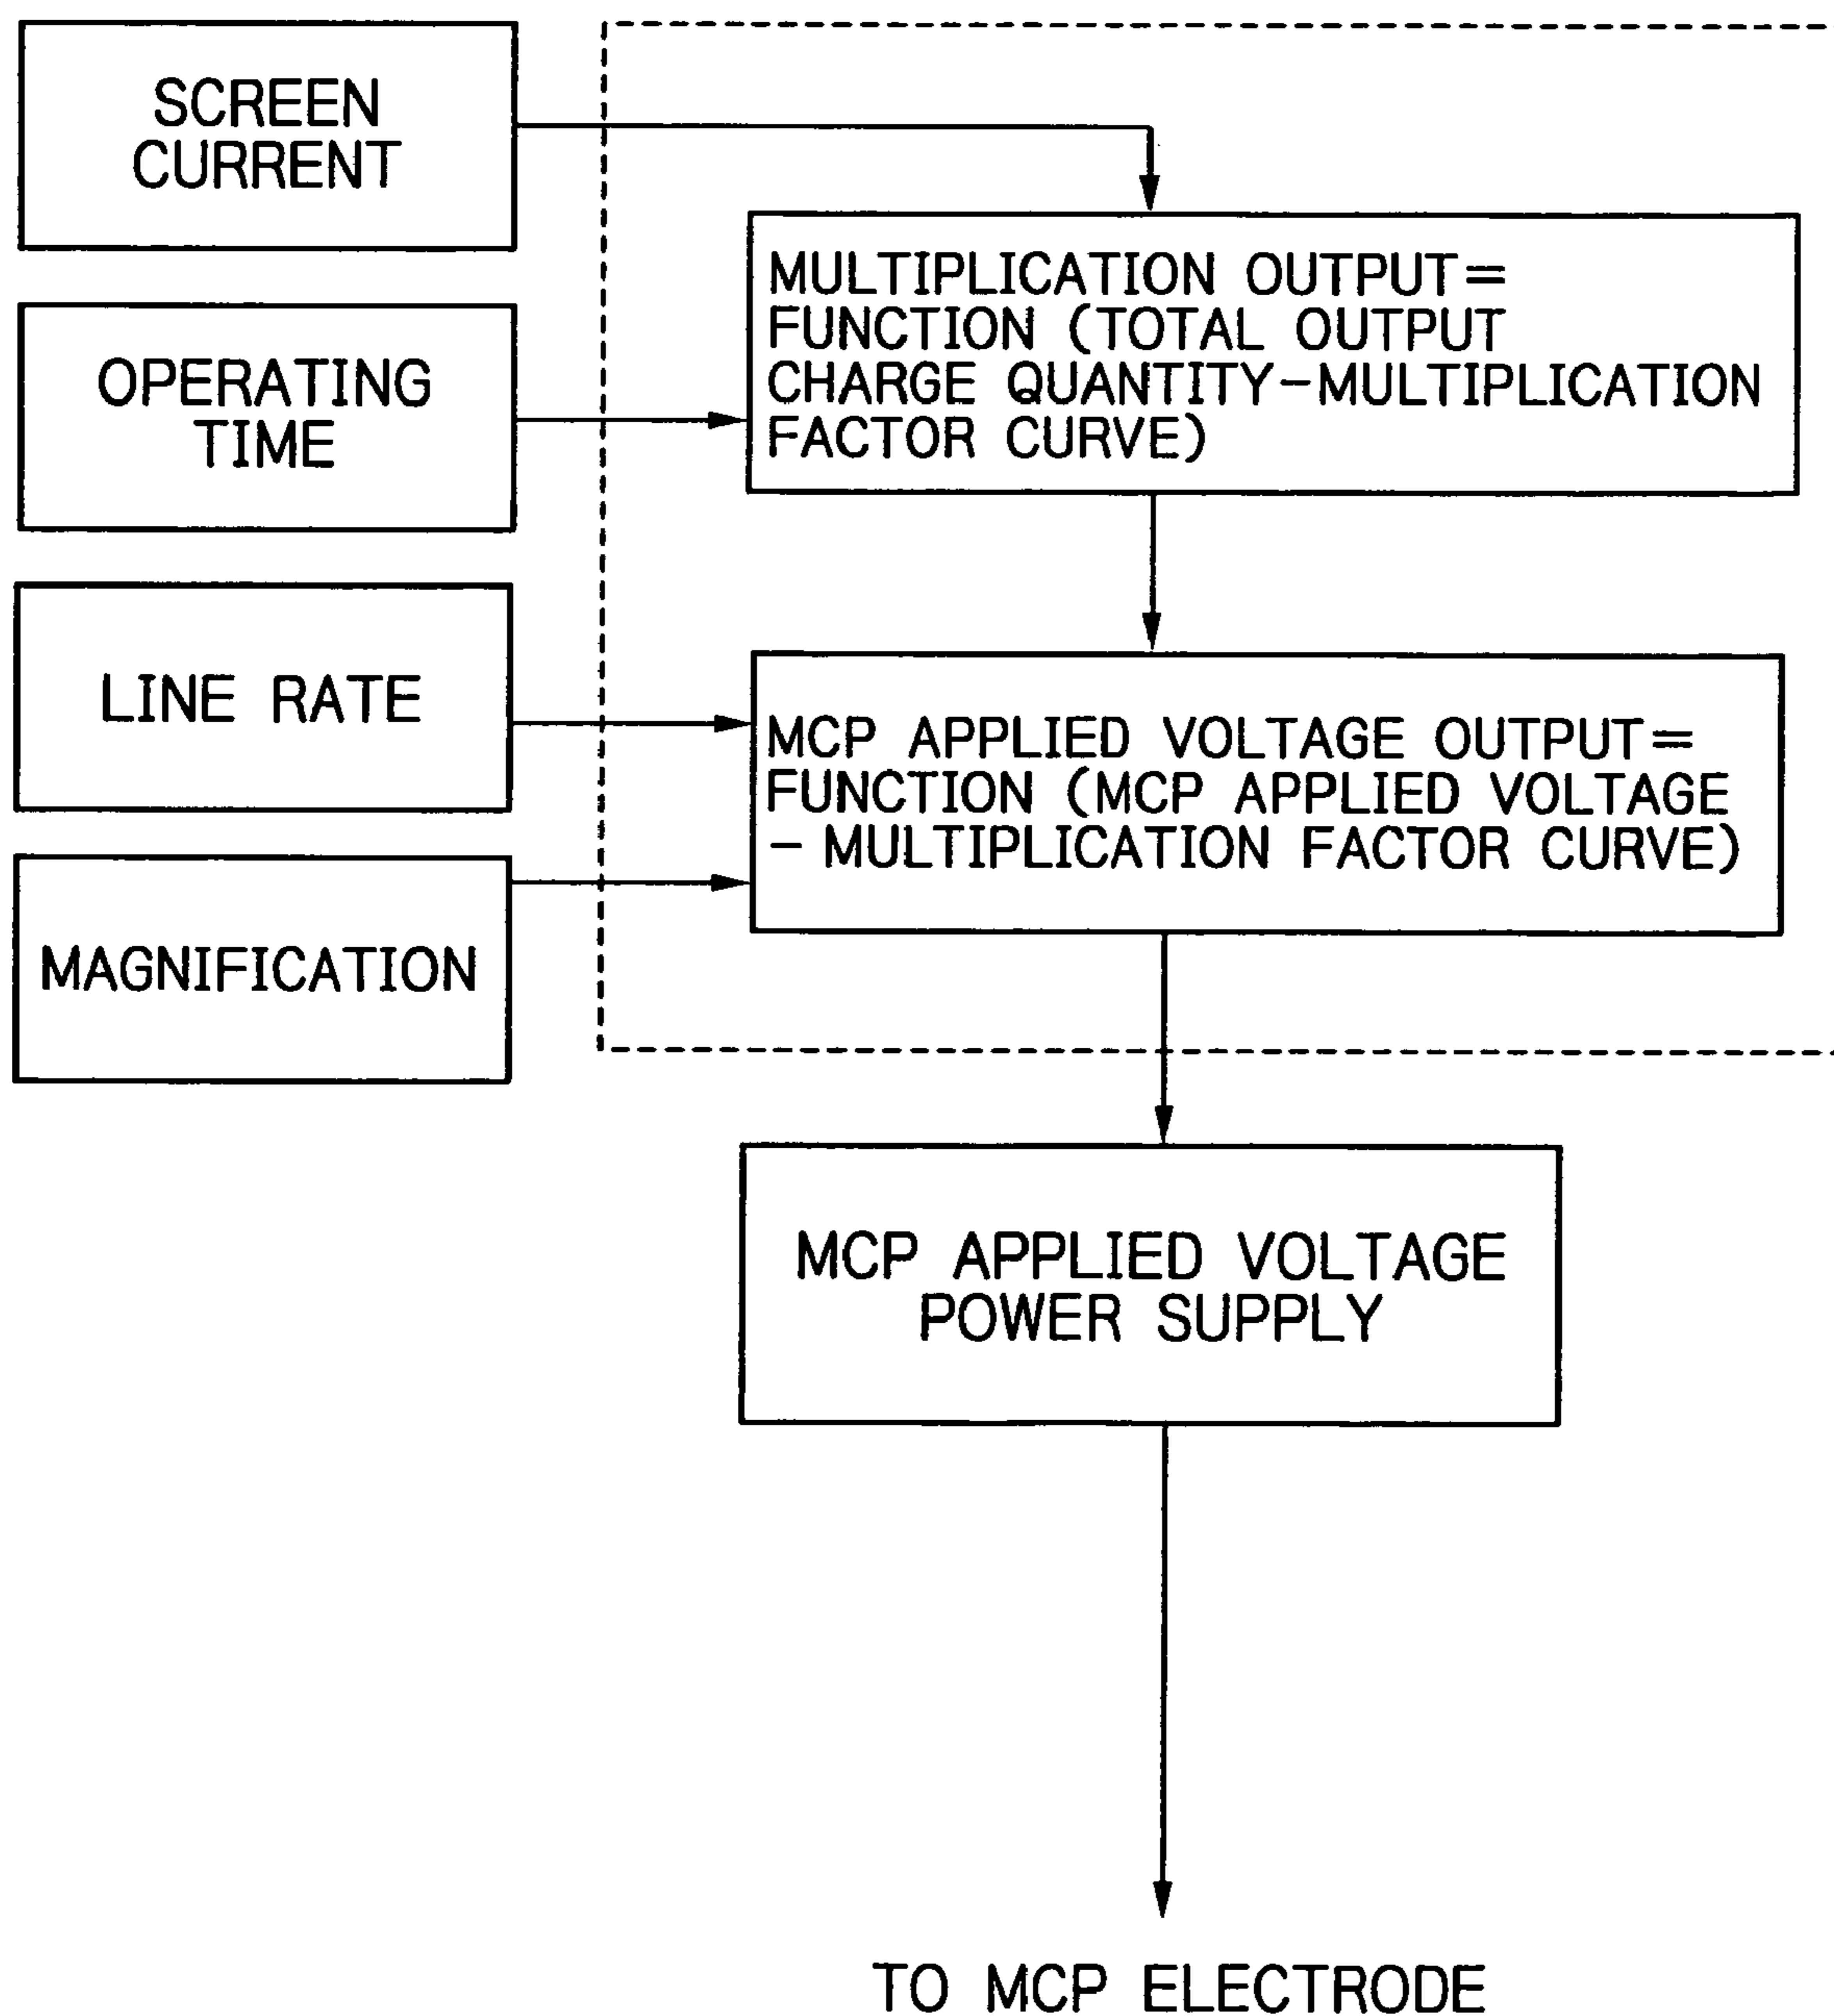 SCREEN
CURRENT
MULTIPLICATION OUTPUT=
FUNCTION (TOTAL OUTPUT
CHARGE QUANTITY-MULTIPLICATION
FACTOR CURVE)
OPERATING
TIME
LINE RATE
MCP APPLIED VOLTAGE OUTPUT=
FUNCTION (MCP APPLIED VOLTAGE
- MULTIPLICATION FACTOR CURVE)
MAGNIFICATION
MCP APPLIED VOLTAGE
POWER SUPPLY
TO MCP ELECTRODE